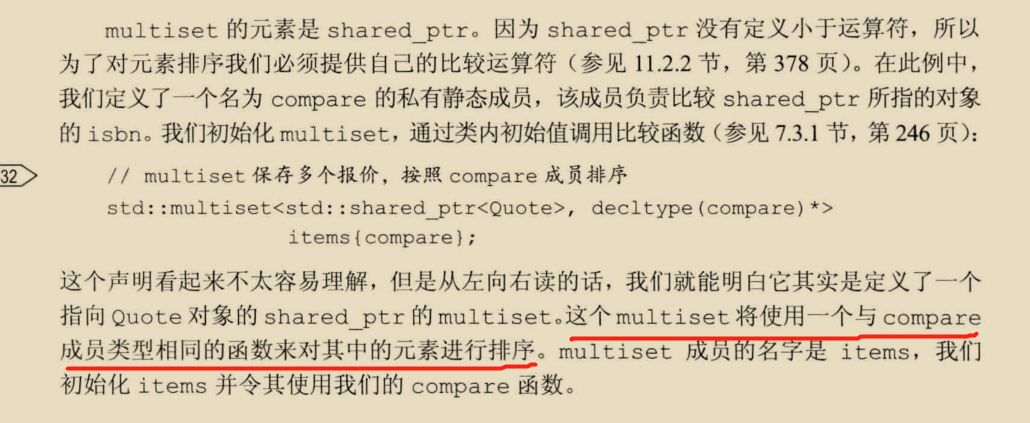 multiset 的元素是 shared_ptr。因为 shared_ptr 没有定义小于运算符，所以
为了对元素排序我们必须提供自己的比较运算符（参见 11.2.2 节，第 378 页）。在此例中，
我们定义了一个名为 compare 的私有静态成员，该成员负责比较 shared_ptr 所指的对象
的 isbn。我们初始化 multiset，通过类内初始值调用比较函数（参见 7.3.1 节，第 246 页）：
32
// multiset 保存多个报价，按照 compare 成员排序
std::multiset<std::shared_ptr<Quote>, decltype(compare)*>
items{compare};
这个声明看起来不太容易理解，但是从左向右读的话，我们就能明白它其实是定义了一个
指向 Quote 对象的 shared_ptr 的 multiset。这个 multiset 将使用一个与 compare
成员类型相同的函数来对其中的元素进行排序。multiset 成员的名字是 items，我们
初始化 items 并令其使用我们的 compare 函数。